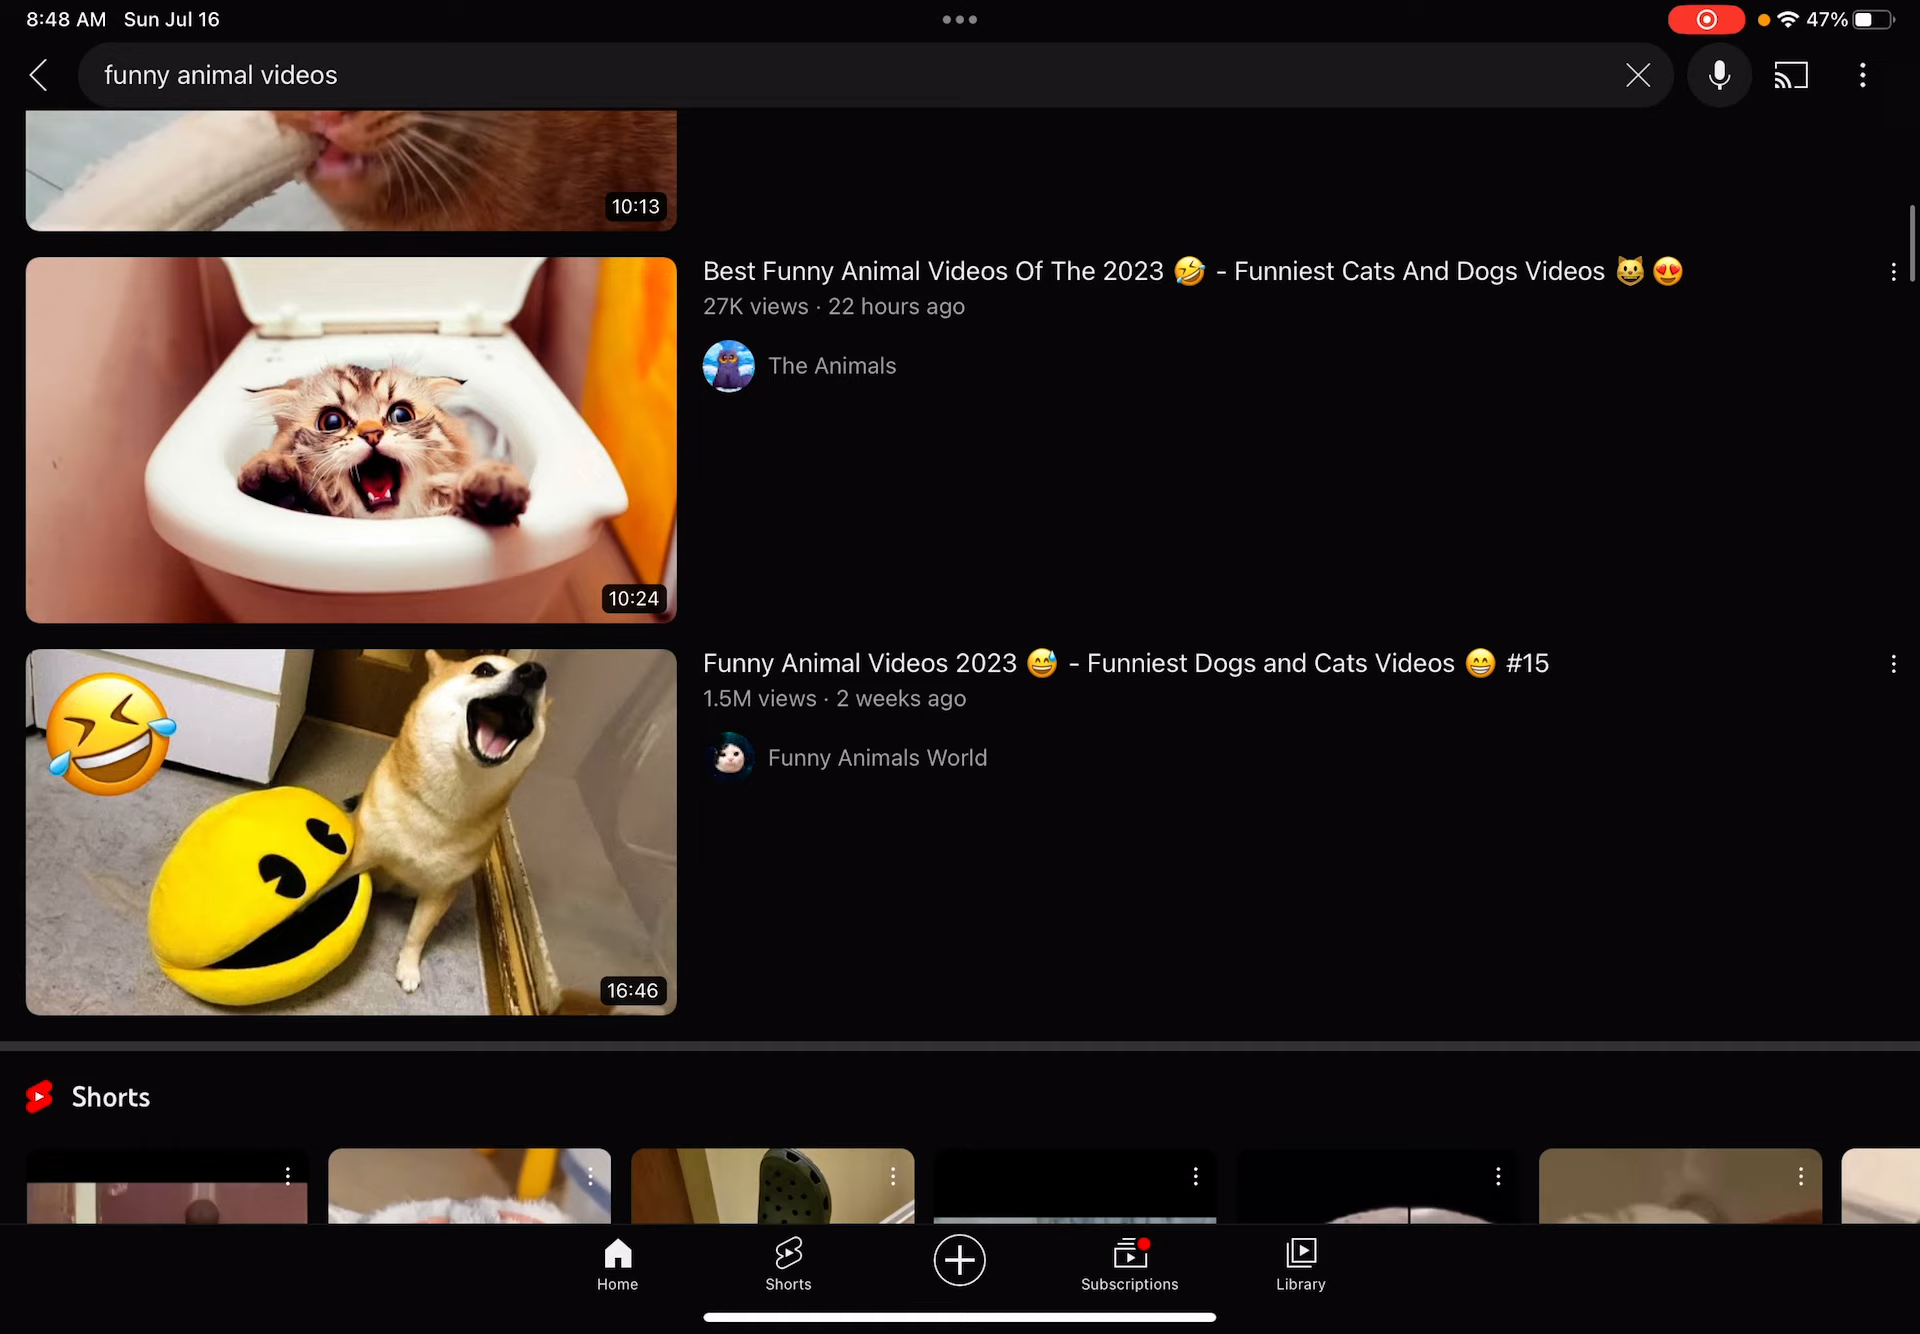 8:48 AM Sun Jul 16
47%
funny animal videos
10:13
Best Funny Animal Videos Of The 2023 🤣 - Funniest Cats And Dogs Videos 😺 😍
27K views · 22 hours ago
The Animals
10:24
Funny Animal Videos 2023 😅 - Funniest Dogs and Cats Videos 😁 #15
1.5M views · 2 weeks ago
Funny Animals World
16:46
Shorts
Home
Shorts
Subscriptions
Library